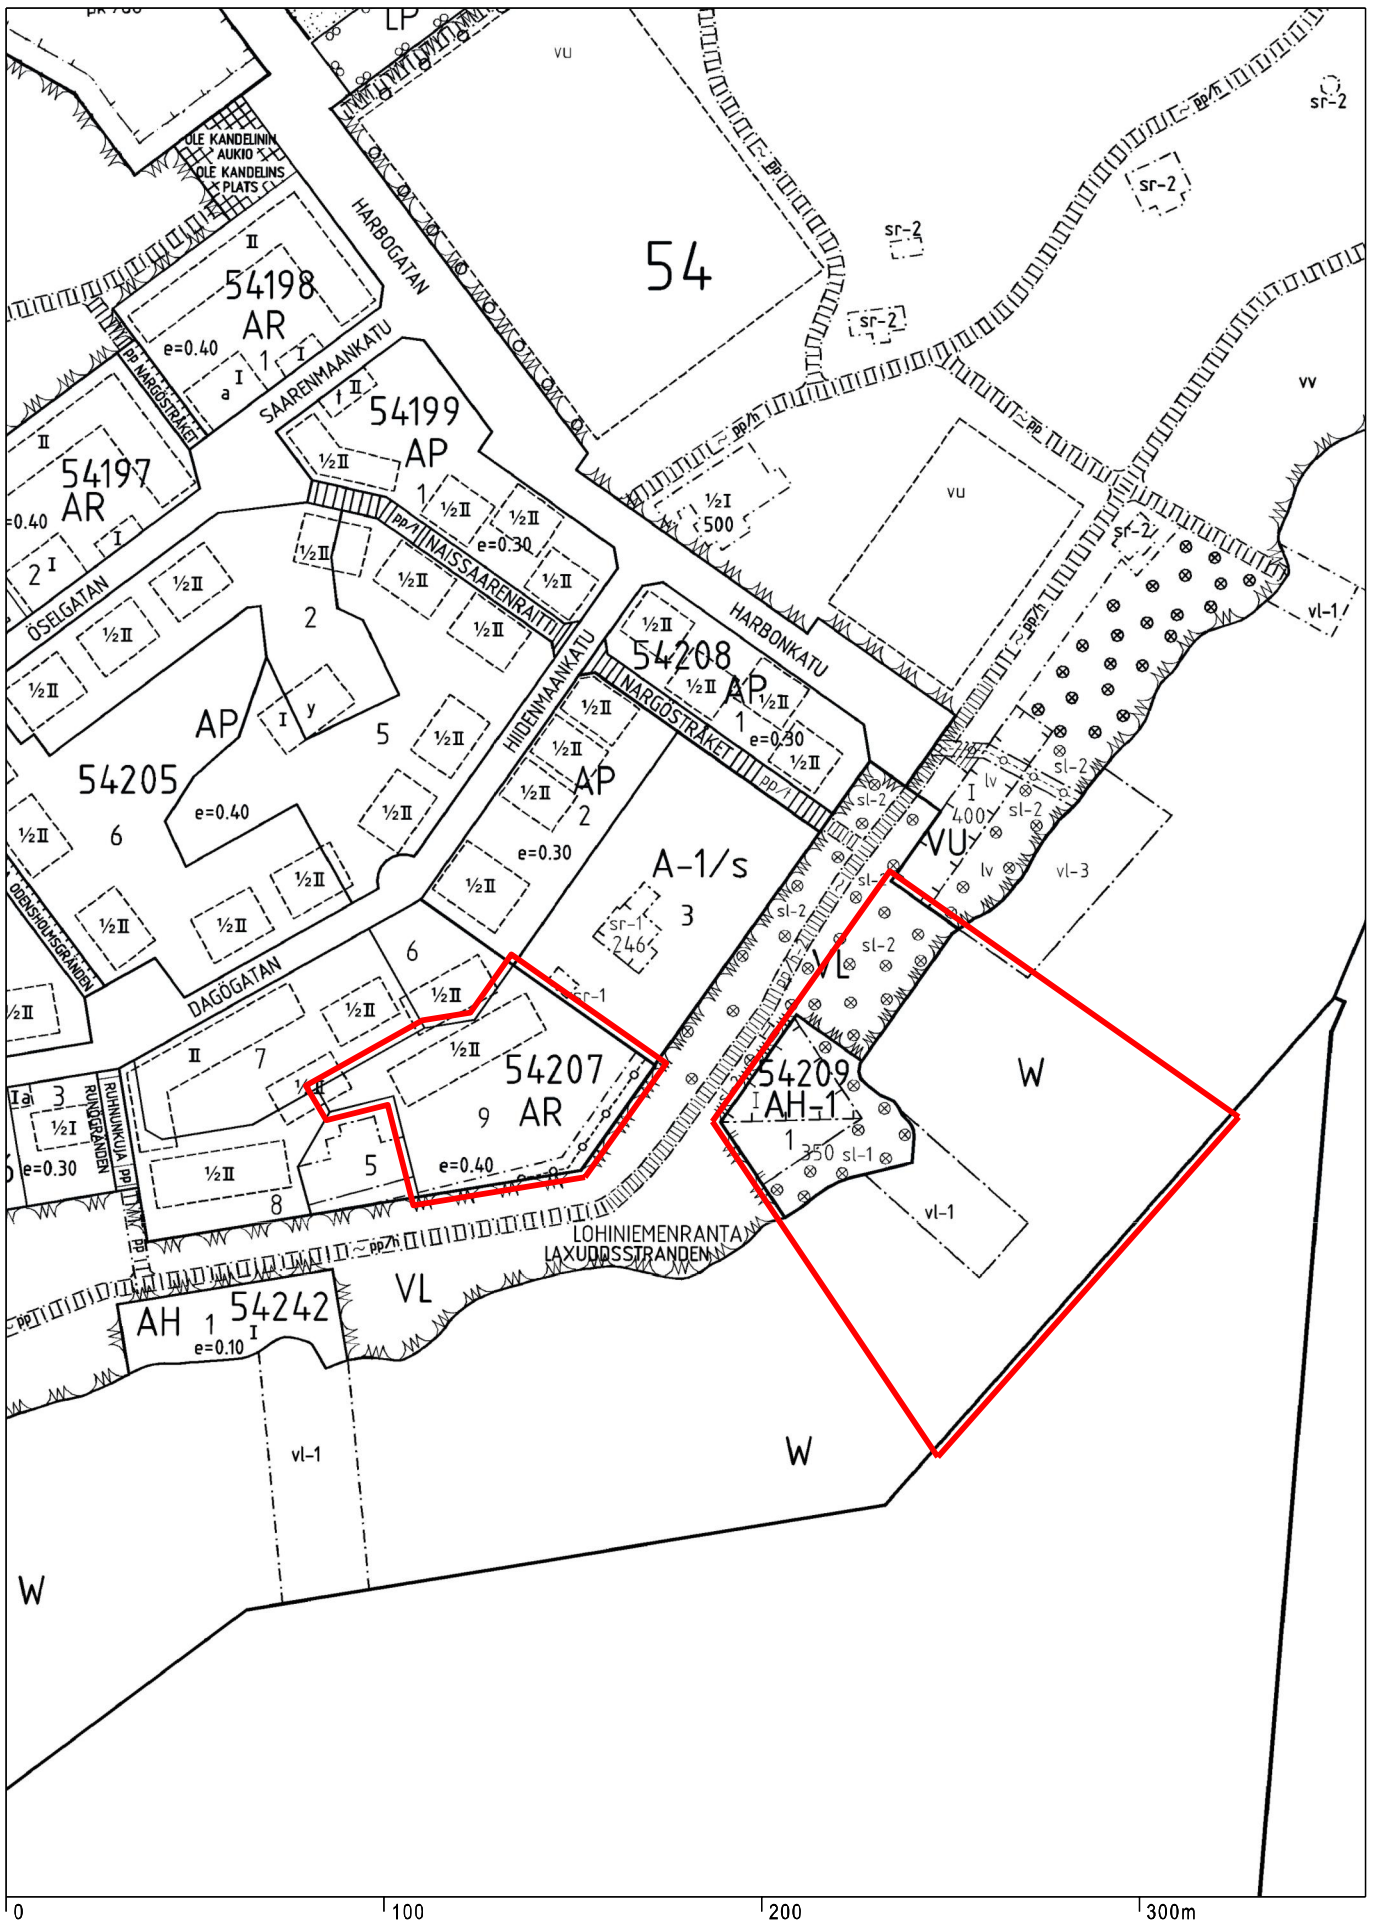 LP
vu
OLE KANDELININ
AUKIO
OLE KANDELINS
PLATS
sr-2
pp/h
sr-2
HARBOGATAN
pp
II
54198
AR
e=0.40
1
I
I
a
54
sr-2
sr-2
SAARENMAANKATU
pp NARGÖSTRÅKET
vv
II
54197
AR
=0.40
I
2 I
t II
54199
AP
½II
1
½II
½II
e=0.30
½II
½II
½II
½II
pp/t NAISSAARENRAITTI
pp/h
pp
½I
500
vu
sr-2
vl-1
ÖSELGATAN
½II
½II
½II
2
HIIDENMAANKATU
HARBONKATU
½II
54208
AP
½II
½II
1
e=0.30
½II
NARGÖSTRÅKET
pp/t
pp/h
AP
I
y
5
½II
54205
6
e=0.40
½II
½II
½II
½II
AP
½II
2
e=0.30
½II
½II
½II
½II
A-1/s
3
sr-1
246
sr-1
sl-2
sl-2
sl-2
sl-2
lv
I
400
sl-2
lv
VU
vl-3
sl-2
VL
pp/h
ODENSHOLMSGRÄNDEN
DAGÖGATAN
½II
6
½II
½II
II
7
½II
½II
54207
AR
9
e=0.40
5
½II
8
Ia
3
½I
e=0.30
RUNÖGRÄNDEN
RUHNUNKUJA pp
pp
54209
AH-1
I
1
350
sl-1
W
vl-1
LOHINIEMENRANTA
LAXUDDSSTRANDEN
pp/h
pp
VL
AH
1
54242
I
e=0.10
vl-1
W
W
0
100
200
300m